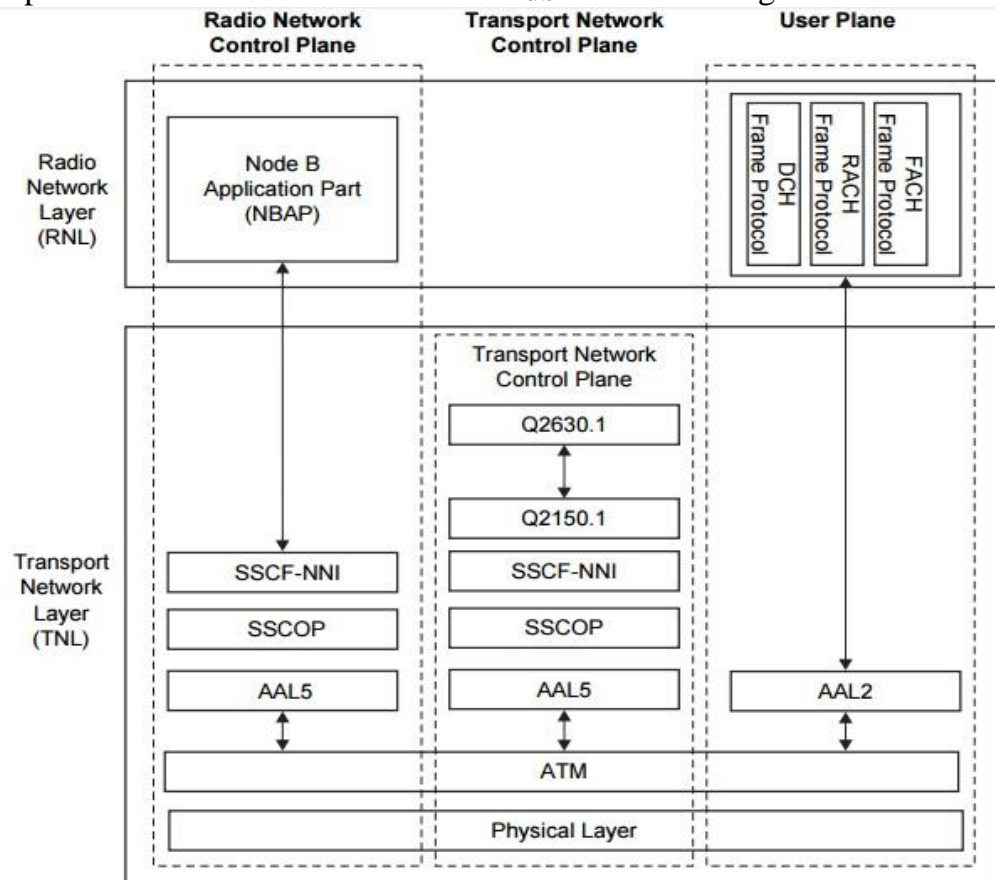 Radio Network
Control Plane
Transport Network
Control Plane
User Plane
Radio
Network
Layer
(RNL)
Node B
Application Part
(NBAP)
DCH
Frame Protocol
RACH
Frame Protocol
FACH
Frame Protocol
Transport Network
Control Plane
Q2630.1
Q2150.1
Transport
Network
Layer
(TNL)
SSCF-NNI
SSCF-NNI
SSCOP
SSCOP
AAL5
AAL5
AAL2
ATM
Physical Layer